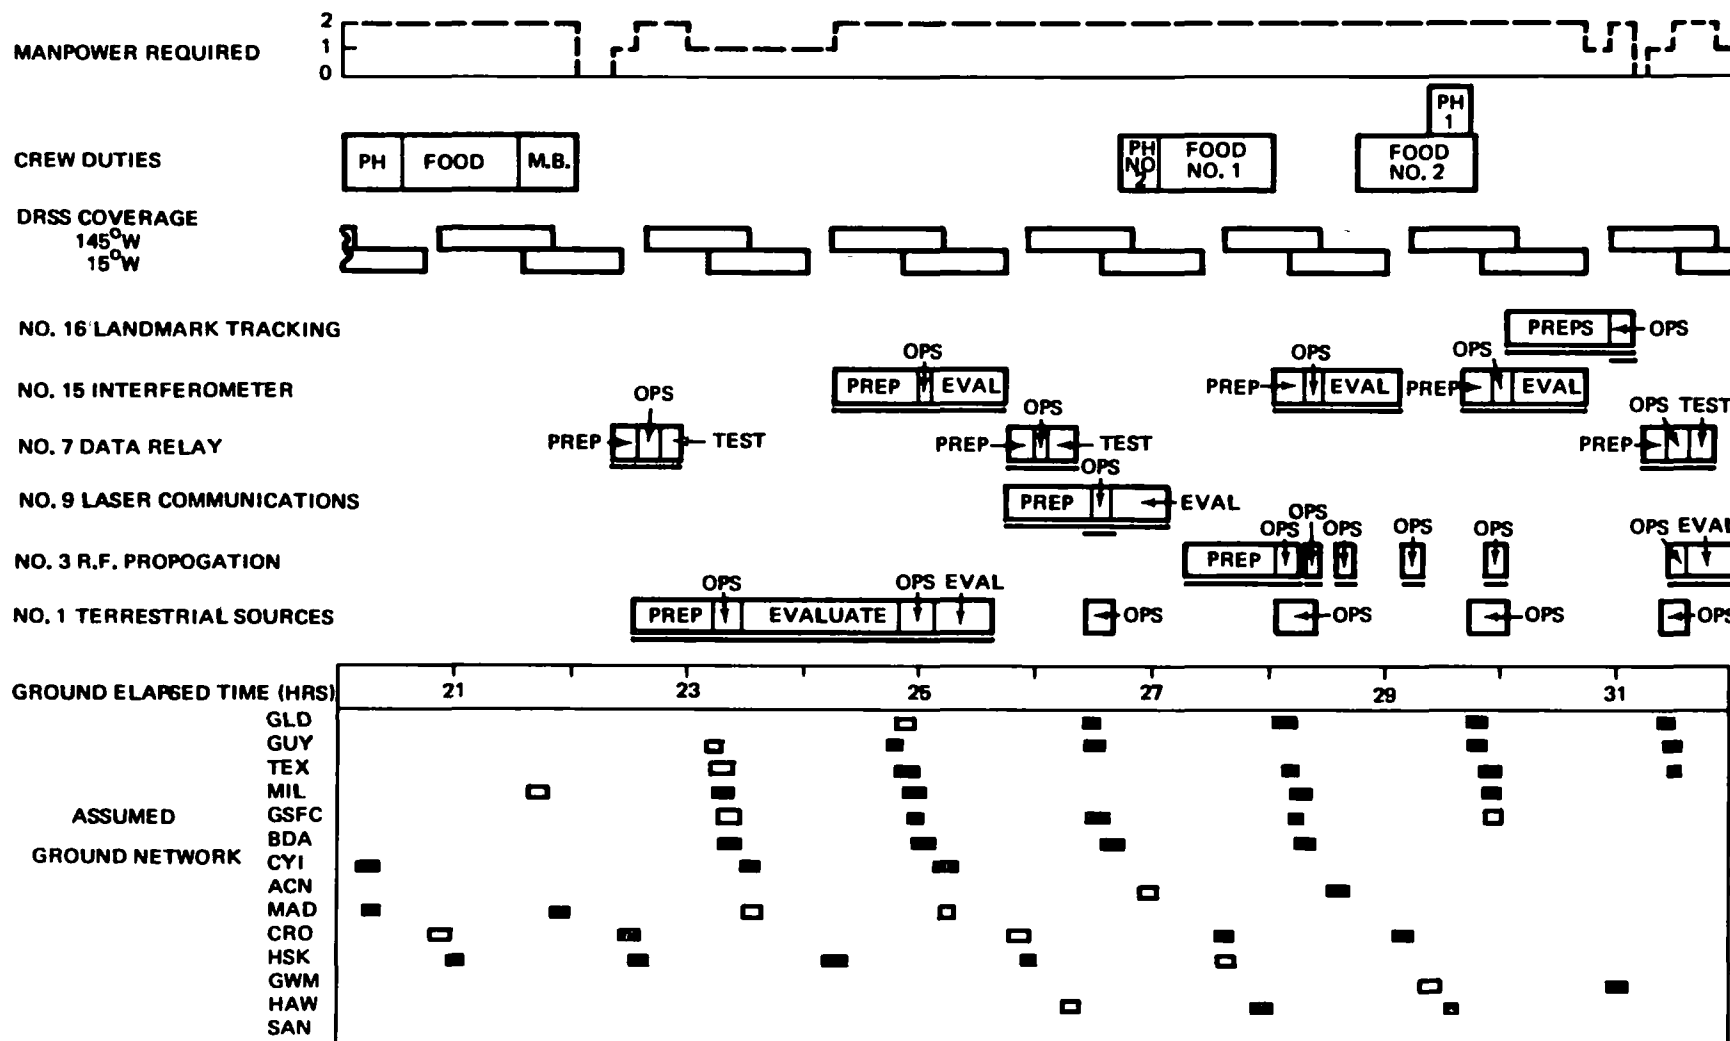 MANPOWER REQUIRED
2
1
0
PH
1
CREW DUTIES
PH
FOOD
M.B.
PH
NO
2
FOOD
NO. 1
FOOD
NO. 2
DRSS COVERAGE
145°W
15°W
NO. 16 LANDMARK TRACKING
PREPS
OPS
NO. 15 INTERFEROMETER
OPS
PREP
EVAL
OPS
PREP
EVAL
OPS
PREP
EVAL
NO. 7 DATA RELAY
OPS
PREP
TEST
OPS
PREP
TEST
OPS TEST
PREP
NO. 9 LASER COMMUNICATIONS
OPS
PREP
EVAL
NO. 3 R.F. PROPOGATION
PREP
OPS
OPS
OPS
OPS
OPS
OPS
EVAL
NO. 1 TERRESTRIAL SOURCES
OPS
OPS EVAL
PREP
EVALUATE
OPS
OPS
OPS
OPS
GROUND ELAPSED TIME (HRS)
21 23 25 27 29 31
ASSUMED
GROUND NETWORK
GLD
GUY
TEX
MIL
GSFC
BDA
CYI
ACN
MAD
CRO
HSK
GWM
HAW
SAN